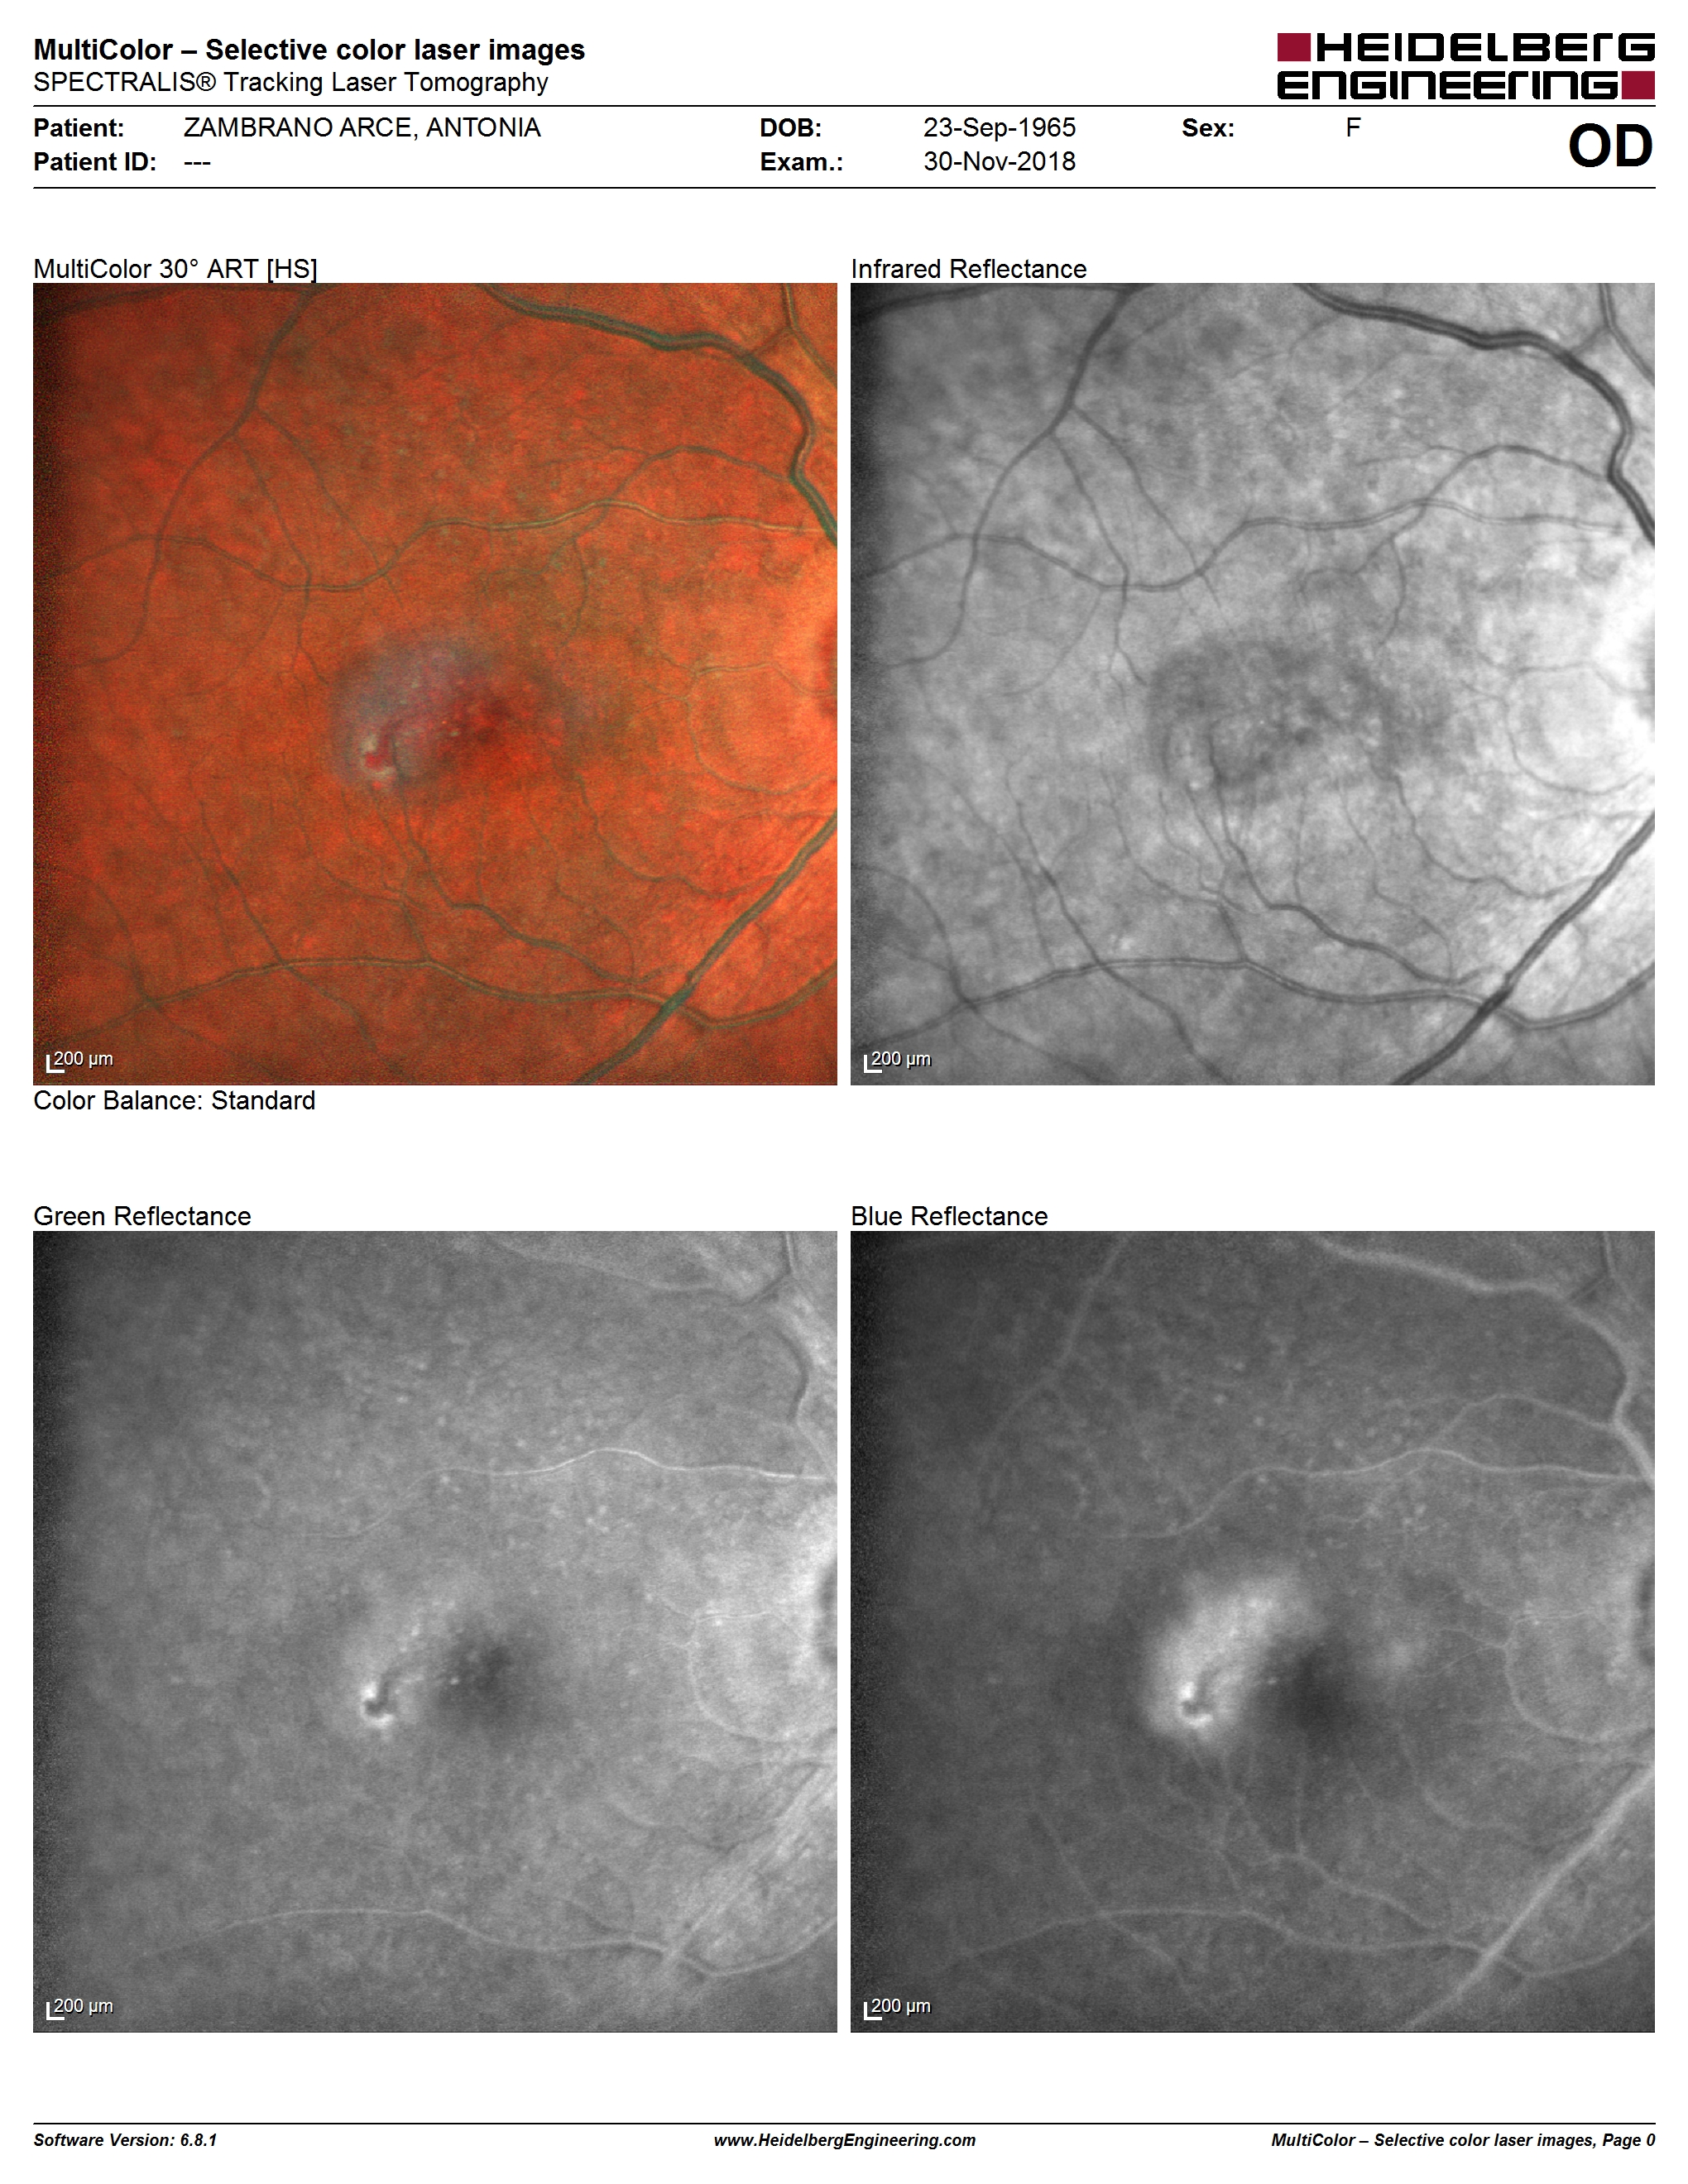 MultiColor – Selective color laser images
SPECTRALIS® Tracking Laser Tomography
HEIDELBERG
ENGINEERING
Patient: ZAMBRANO ARCE, ANTONIA DOB: 23-Sep-1965 Sex: F
Patient ID: --- Exam.: 30-Nov-2018
OD
MultiColor 30° ART [HS] Infrared Reflectance
200 µm 200 µm
Color Balance: Standard
Green Reflectance Blue Reflectance
200 µm 200 µm
Software Version: 6.8.1 www.HeidelbergEngineering.com MultiColor – Selective color laser images, Page 0